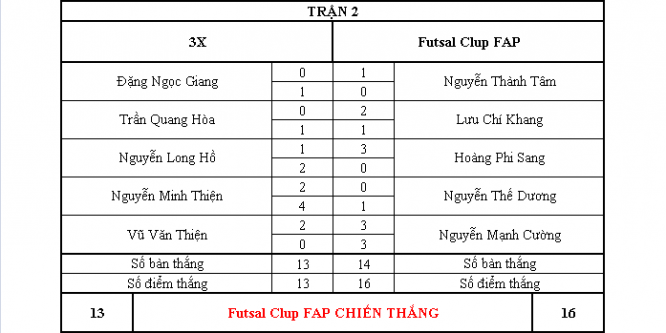 TRẬN 2
3X Futsal Clup FAP
Đặng Ngọc Giang 0 1 Nguyễn Thành Tâm
1 0
Trần Quang Hòa 0 2 Lưu Chí Khang
1 1
Nguyễn Long Hồ 1 3 Hoàng Phi Sang
2 0
Nguyễn Minh Thiện 2 0 Nguyễn Thế Dương
4 1
Vũ Văn Thiện 2 3 Nguyễn Mạnh Cường
0 3
Số bàn thắng 13 14 Số bàn thắng
Số điểm thắng 13 16 Số điểm thắng
13 Futsal Clup FAP CHIẾN THẮNG 16